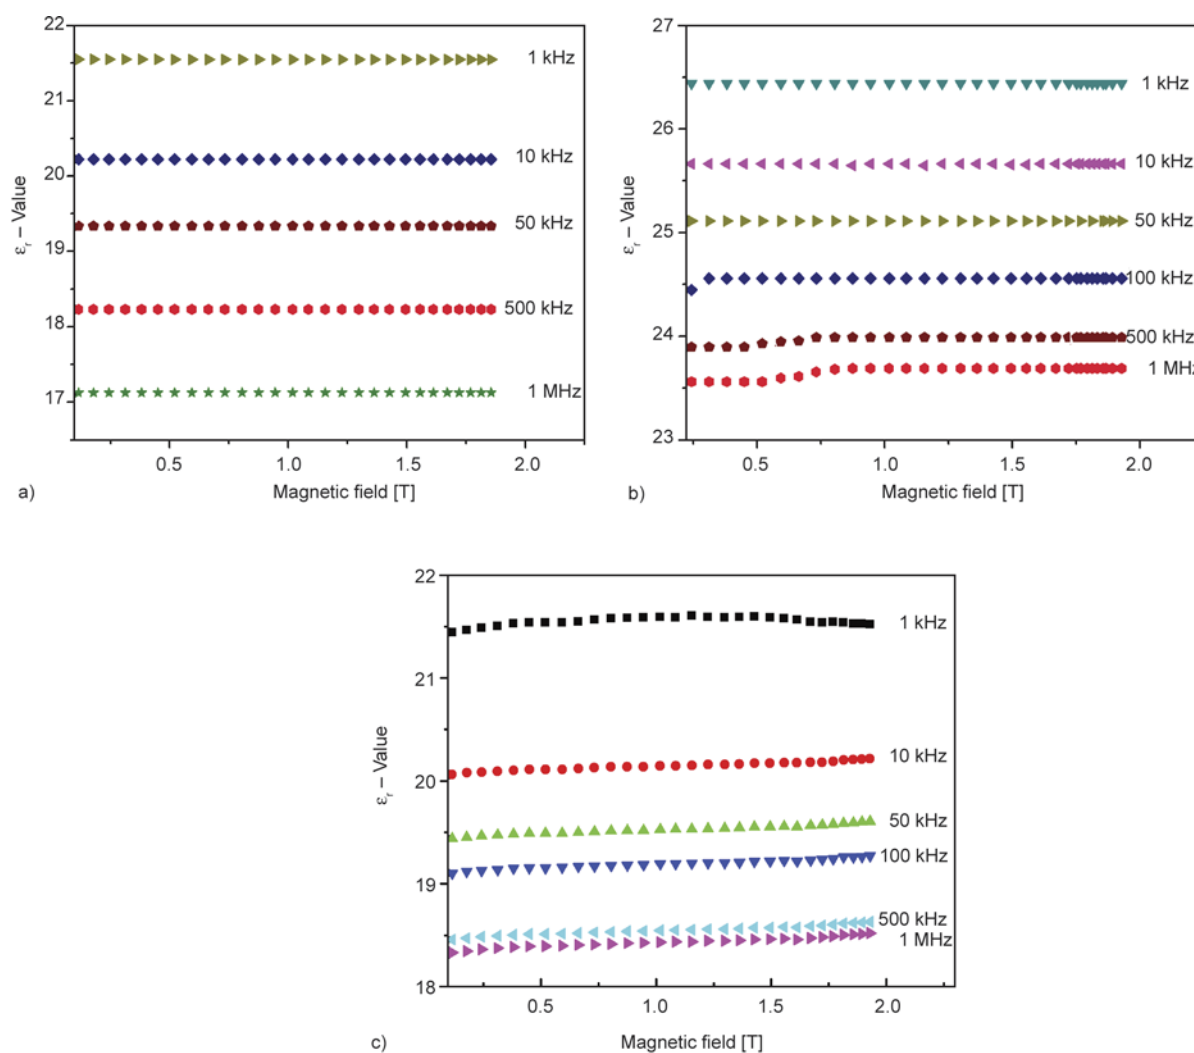 22
21
20
19
18
17
εr – Value
1 kHz
10 kHz
50 kHz
500 kHz
1 MHz
0.5 1.0 1.5 2.0
Magnetic field [T]
a)
27
26
25
24
23
1 kHz
10 kHz
50 kHz
100 kHz
500 kHz
1 MHz
0.5 1.0 1.5 2.0
Magnetic field [T]
b)
22
21
20
19
18
εr – Value
1 kHz
10 kHz
50 kHz
100 kHz
500 kHz
1 MHz
0.5 1.0 1.5 2.0
Magnetic field [T]
c)